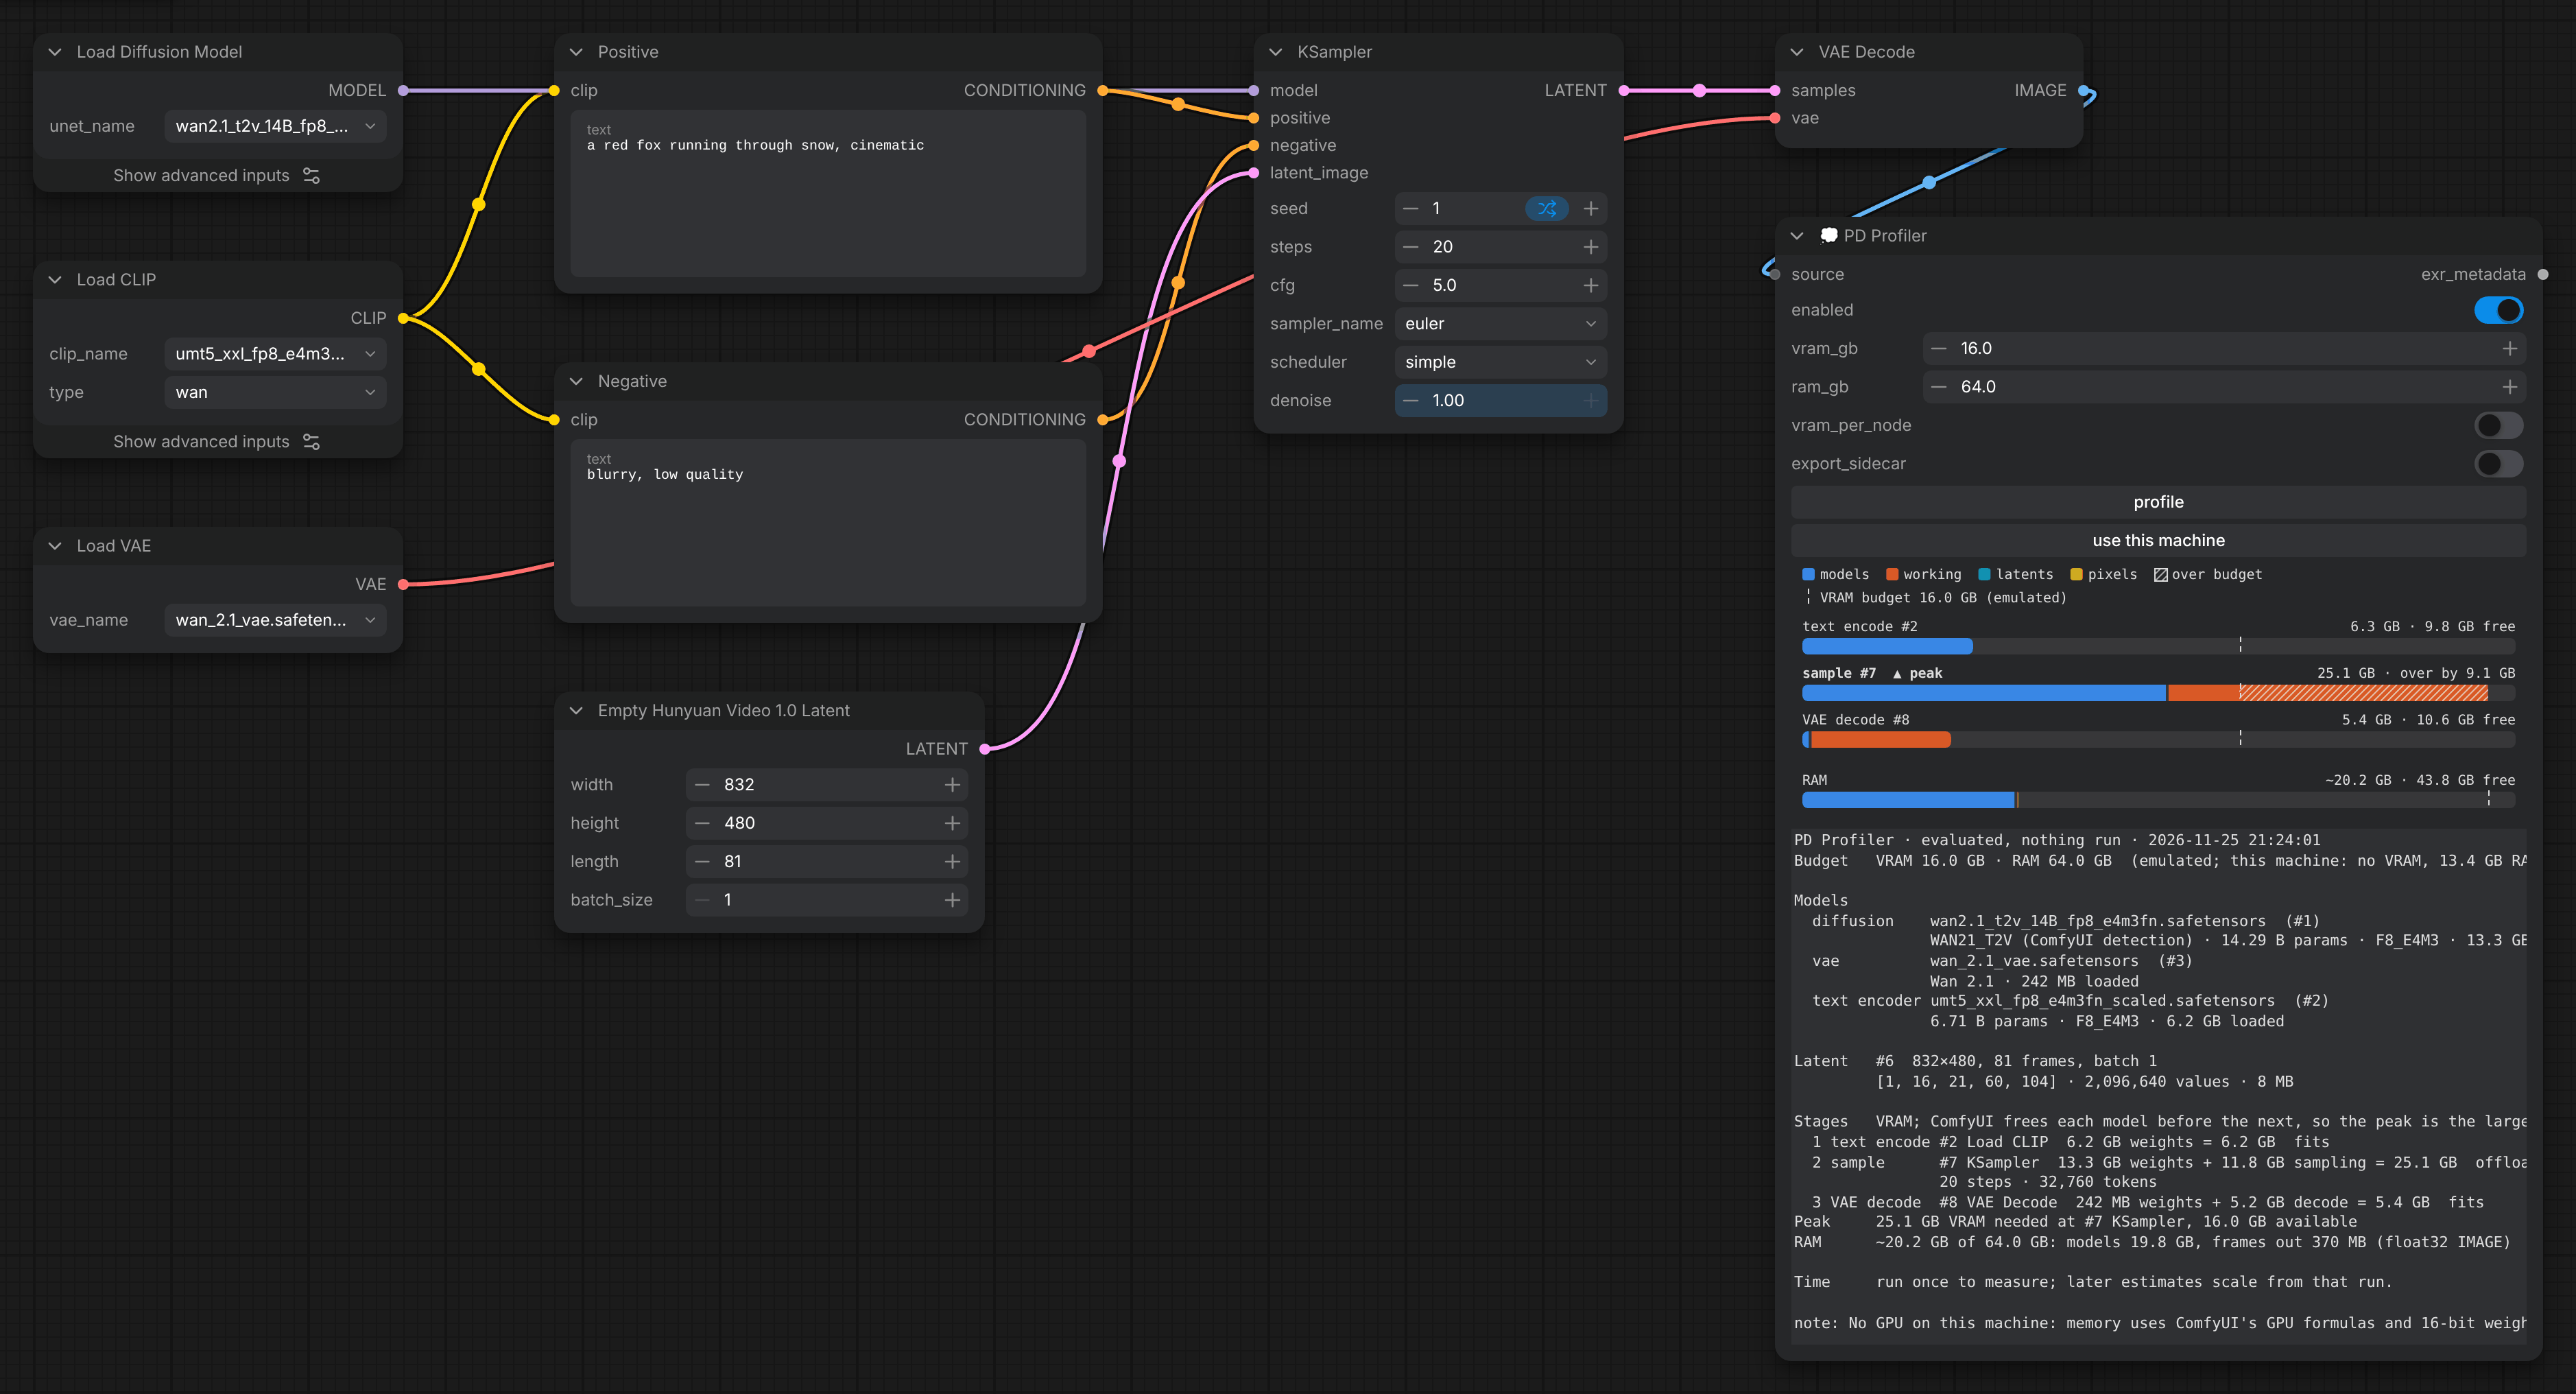 Load Diffusion Model
MODEL
unet_name wan2.1_t2v_14B_fp8_...
Show advanced inputs
Load CLIP
CLIP
clip_name umt5_xxl_fp8_e4m3...
type wan
Show advanced inputs
Load VAE
VAE
vae_name wan_2.1_vae.safeten...
Positive
clip CONDITIONING
text
a red fox running through snow, cinematic
Negative
clip CONDITIONING
text
blurry, low quality
Empty Hunyuan Video 1.0 Latent
LATENT
width 832
height 480
length 81
batch_size 1
KSampler
model LATENT
positive
negative
latent_image
seed 1
steps 20
cfg 5.0
sampler_name euler
scheduler simple
denoise 1.00
VAE Decode
samples IMAGE
vae
💭 PD Profiler
source exr_metadata
enabled
vram_gb 16.0
ram_gb 64.0
vram_per_node
export_sidecar
profile
use this machine
models working latents pixels over budget
VRAM budget 16.0 GB (emulated)
text encode #2 6.3 GB · 9.8 GB free
sample #7 ▲ peak 25.1 GB · over by 9.1 GB
VAE decode #8 5.4 GB · 10.6 GB free
RAM ~20.2 GB · 43.8 GB free
PD Profiler · evaluated, nothing run · 2026-11-25 21:24:01
Budget VRAM 16.0 GB · RAM 64.0 GB (emulated; this machine: no VRAM, 13.4 GB RA
Models
diffusion wan2.1_t2v_14B_fp8_e4m3fn.safetensors (#1)
WAN21_T2V (ComfyUI detection) · 14.29 B params · F8_E4M3 · 13.3 GB
vae wan_2.1_vae.safetensors (#3)
Wan 2.1 · 242 MB loaded
text encoder umt5_xxl_fp8_e4m3fn_scaled.safetensors (#2)
6.71 B params · F8_E4M3 · 6.2 GB loaded
Latent #6 832×480, 81 frames, batch 1
[1, 16, 21, 60, 104] · 2,096,640 values · 8 MB
Stages VRAM; ComfyUI frees each model before the next, so the peak is the large
1 text encode #2 Load CLIP 6.2 GB weights = 6.2 GB fits
2 sample #7 KSampler 13.3 GB weights + 11.8 GB sampling = 25.1 GB offloa
20 steps · 32,760 tokens
3 VAE decode #8 VAE Decode 242 MB weights + 5.2 GB decode = 5.4 GB fits
Peak 25.1 GB VRAM needed at #7 KSampler, 16.0 GB available
RAM ~20.2 GB of 64.0 GB: models 19.8 GB, frames out 370 MB (float32 IMAGE)
Time run once to measure; later estimates scale from that run.
note: No GPU on this machine: memory uses ComfyUI's GPU formulas and 16-bit weigh